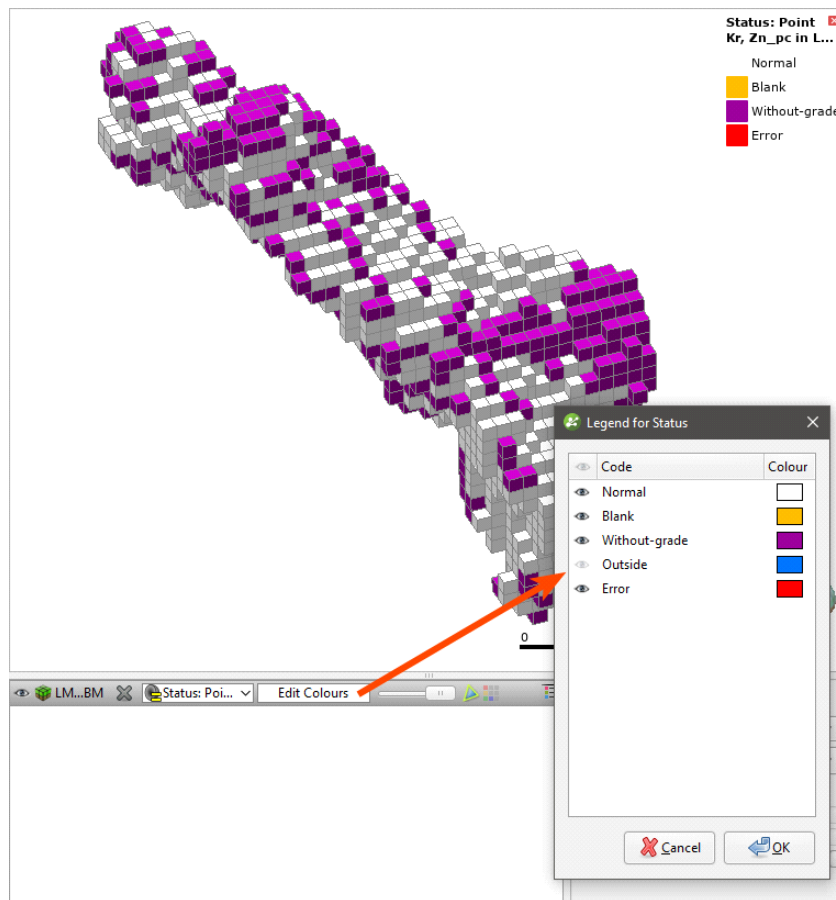 Status: Point
Kr, Zn_pc in L...
Normal
Blank
Without-grade
Error
Legend for Status
Code Colour
Normal
Blank
Without-grade
Outside
Error
0
LM...BM Status: Poi... Edit Colours
Cancel OK